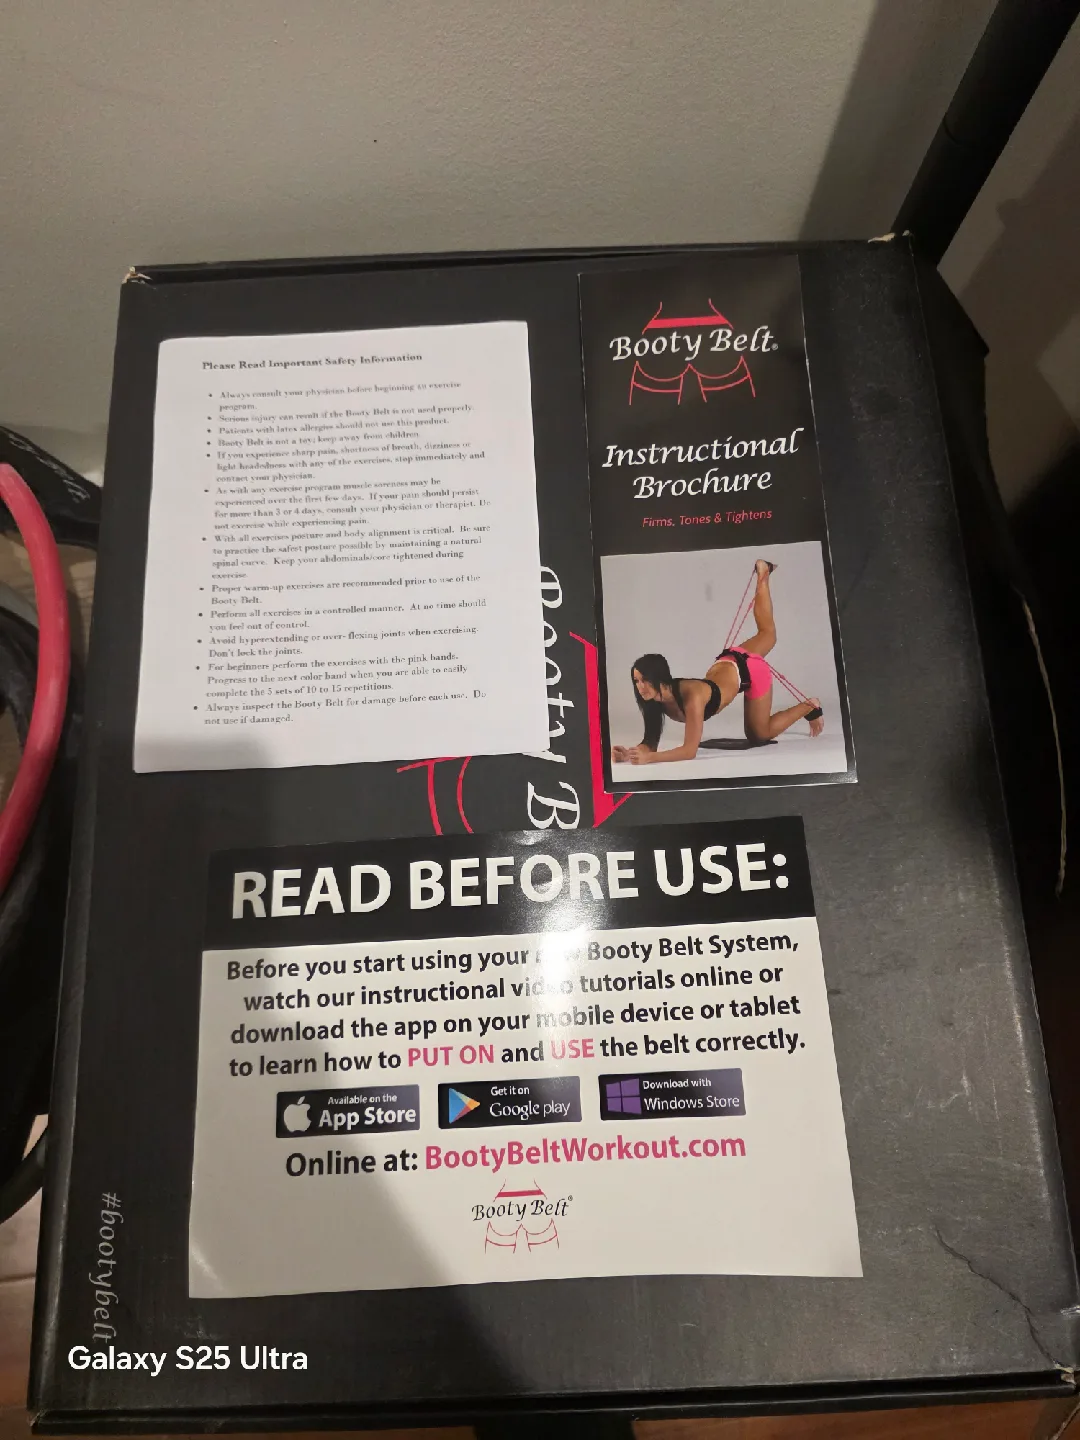 Please Read Important Safety Information
• Always consult your physician before beginning to exercise
program.
• Serious injury can result if the Booty Belt is not used properly.
• Patients with latex allergies should not use this product.
• Booty Belt is not a toy; keep away from children.
• If you experience sharp pain, shortness of breath, dizziness or
light headedness with any of the exercises, stop immediately and
contact your physician.
• As with any exercise program muscle soreness may be
experienced over the first few days. If your pain should persist
for more than 3 or 4 days, consult your physician or therapist. Do
not exercise while experiencing pain.
• With all exercises posture and body alignment is critical. Be sure
to practice the safest posture possible by maintaining a natural
spinal curve. Keep your abdominals/core tightened during
exercise.
• Proper warm-up exercises are recommended prior to use of the
Booty Belt.
• Perform all exercises in a controlled manner. At no time should
you feel out of control.
• Avoid hyperextending or over-flexing joints when exercising.
Don't lock the joints.
• For beginners perform the exercises with the pink bands.
Progress to the next color band when you are able to easily
complete the 3 sets of 10 to 15 repetitions.
• Always inspect the Booty Belt for damage before each use. Do
not use if damaged.
Booty Belt®
Instructional
Brochure
Firms, Tones & Tightens
Booty B
READ BEFORE USE:
Before you start using your new Booty Belt System,
watch our instructional video tutorials online or
download the app on your mobile device or tablet
to learn how to PUT ON and USE the belt correctly.
Available on the
App Store
Get it on
Google play
Download with
Windows Store
Online at: BootyBeltWorkout.com
Booty Belt®
#bootybelt
Galaxy S25 Ultra